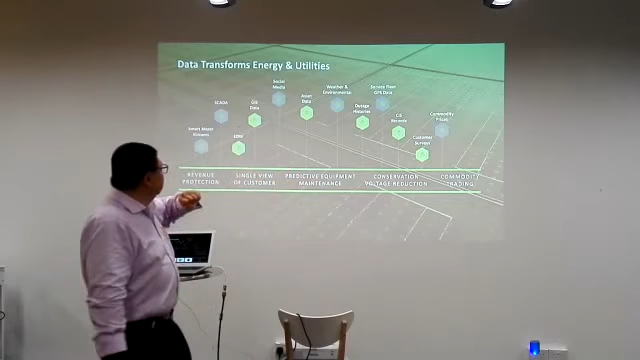 Data Transforms Energy & Utilities
Social
Media
Weather &
Environmental
Service Fleet
GPS Data
SCADA
GIS
Data
Asset
Data
Outage
Histories
CIS
Records
Commodity
Prices
Smart Meter
Streams
EDW
Customer
Surveys
REVENUE
PROTECTION
SINGLE VIEW
OF CUSTOMER
PREDICTIVE EQUIPMENT
MAINTENANCE
CONSERVATION
VOLTAGE REDUCTION
COMMODITY
TRADING